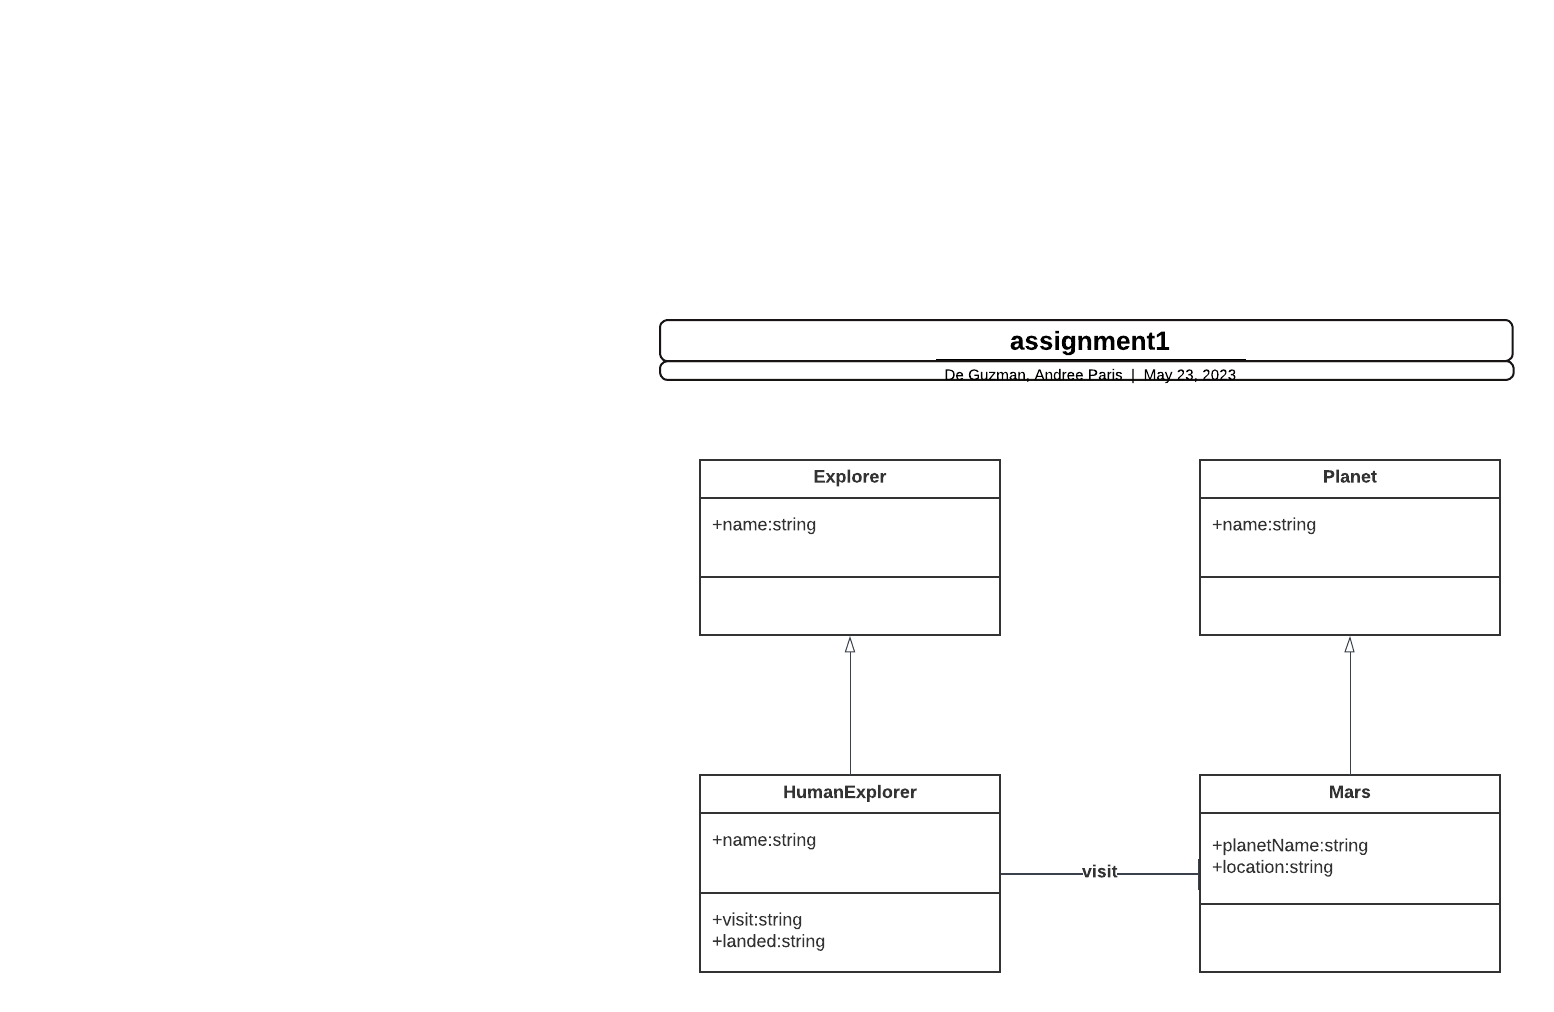 assignment1
De Guzman, Andree Paris | May 23, 2023
Explorer
+name:string
Planet
+name:string
HumanExplorer
+name:string
+visit:string
+landed:string
visit
Mars
+planetName:string
+location:string